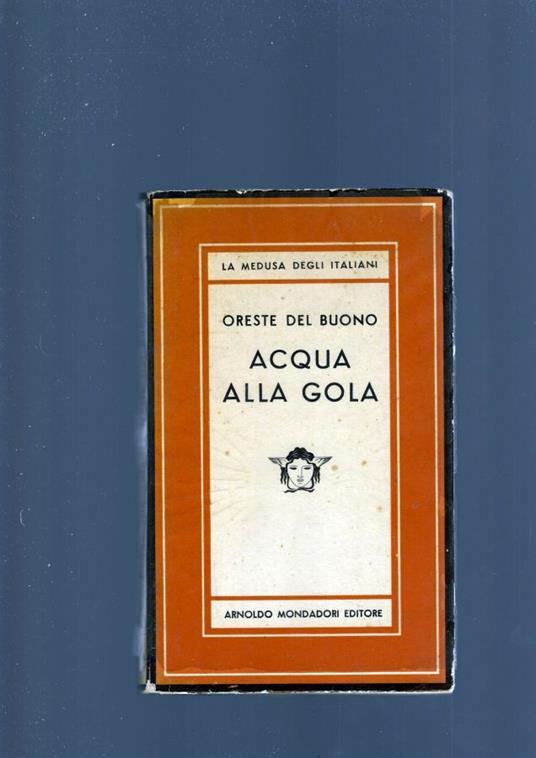 LA MEDUSA DEGLI ITALIANI
ORESTE DEL BUONO
ACQUA
ALLA GOLA
ARNOLDO MONDADORI EDITORE